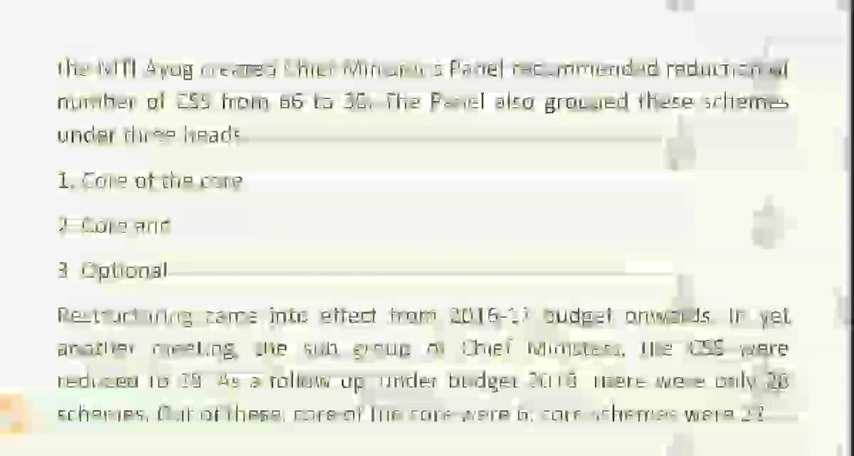 the NITI Ayog created Chief Minister's Panel recommended reduction of
number of CSS from 66 to 30. The Panel also grouped these schemes
under three heads
1. Core of the core
2. Core and
3. Optional
Restructuring came into effect from 2016-17 budget onwards. In yet
another meeting, the sub group of Chief Ministers, the CSS were
reduced to 28. As a follow up, under budget there were only 28
schemes. Out of these, core of the core were 6, core schemes were